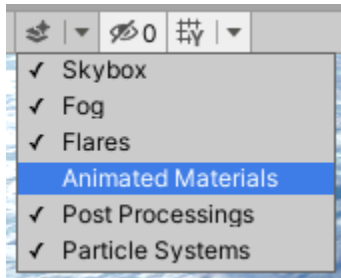 0
Skybox
Fog
Flares
Animated Materials
Post Processings
Particle Systems